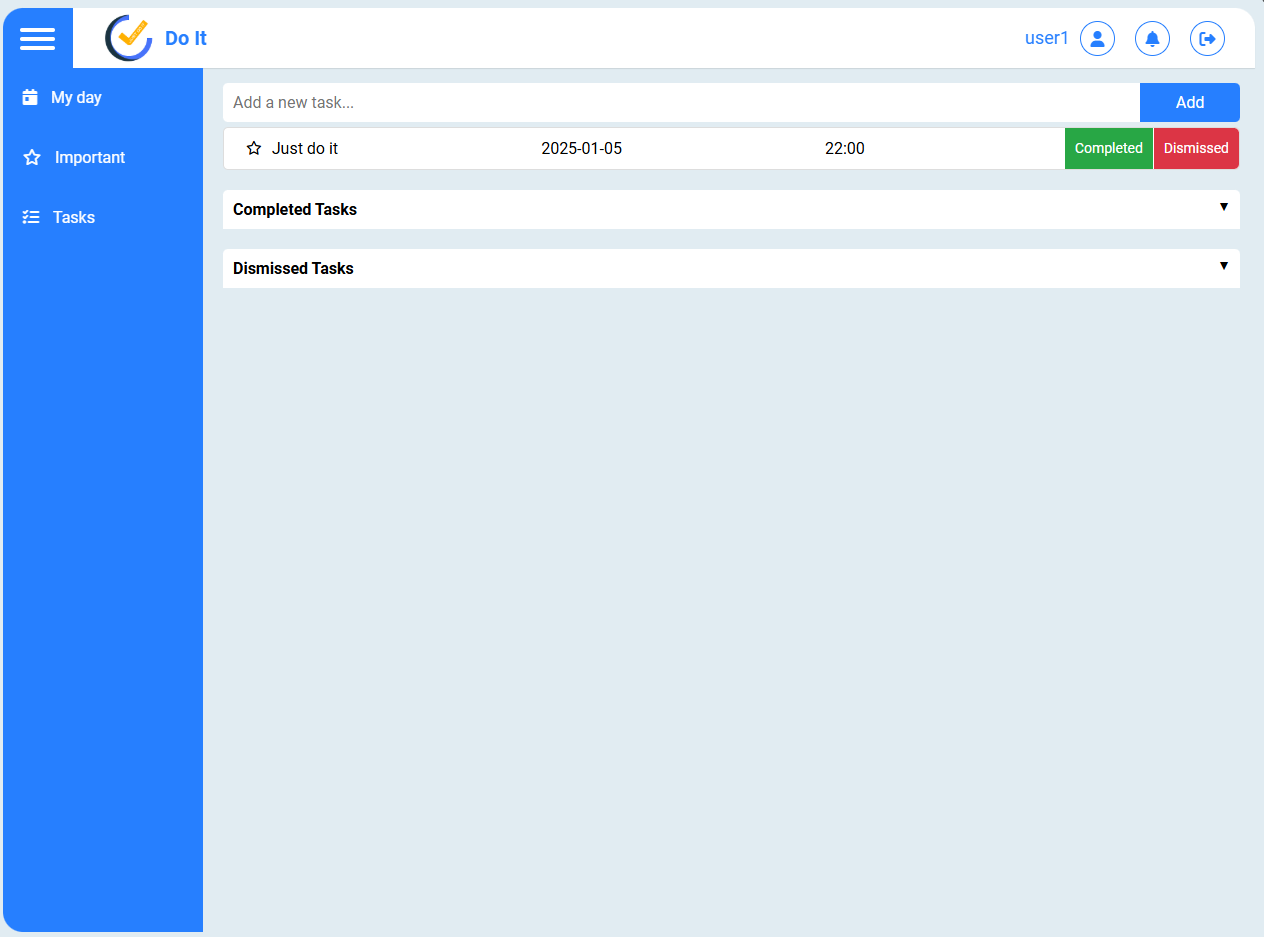 Do It
user1
My day
Important
Tasks
Add a new task...
Add
Just do it 2025-01-05 22:00 Completed Dismissed
Completed Tasks ▼
Dismissed Tasks ▼